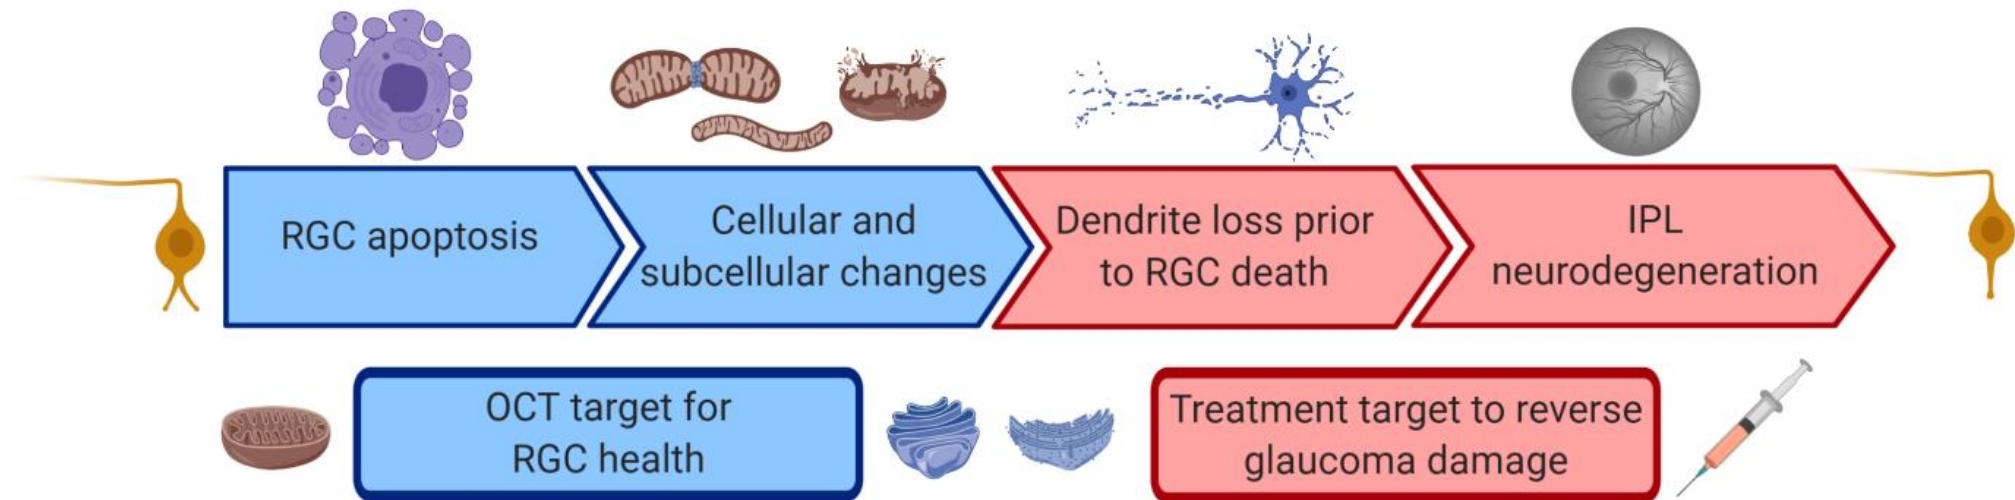 RGC apoptosis
Cellular and
subcellular changes
Dendrite loss prior
to RGC death
IPL
neurodegeneration
OCT target for
RGC health
Treatment target to reverse
glaucoma damage